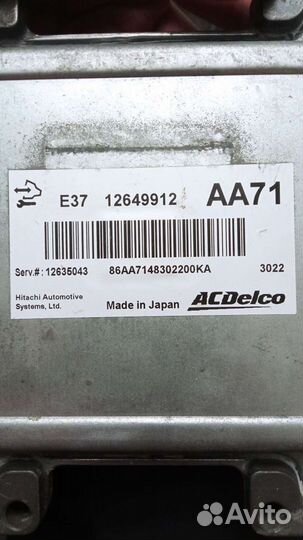 E37 12649912 AA71
Serv.#: 12635043 86AA7148302200KA 3022
Hitachi Automotive
Systems, Ltd.
Made in Japan
ACDelco
Avito